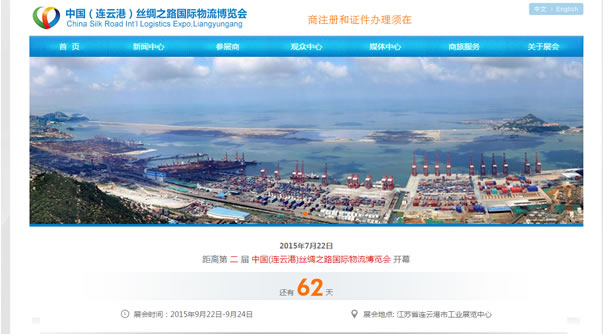 中国（连云港）丝绸之路国际物流博览会
China Silk Road Int'l Logistics Expo.Liangyungang
商注册和证件办理须在
中文 | English
首 页 新闻中心 参展商 观众中心 媒体中心 商旅服务 关于展会
2015年7月22日
距离第 二 届 中国(连云港)丝绸之路国际物流博览会 开幕
还有 62 天
展会时间：2015年9月22日-9月24日 展会地点: 江苏省连云港市工业展览中心